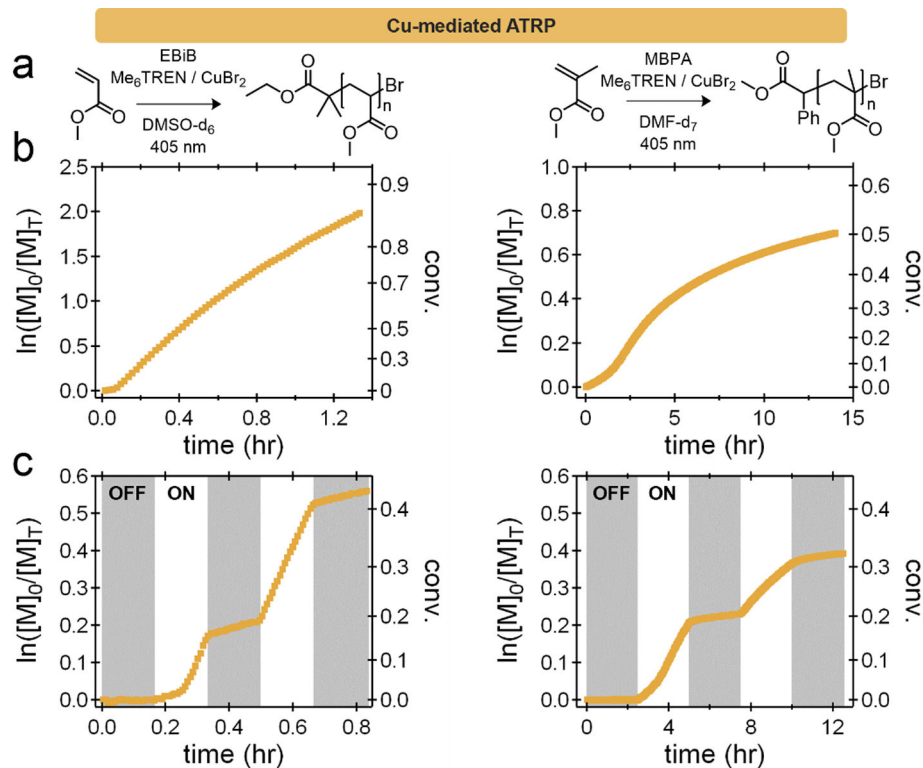 Cu-mediated ATRP
a
EBiB
Me6TREN / CuBr2
DMSO-d6
405 nm
O
O
O
O
Br
n
O
O
MBPA
Me6TREN / CuBr2
DMF-d7
405 nm
O
O
O
O
Ph
Br
n
O
O
b
ln([M]0/[M]T)
2.5
2.0
1.5
1.0
0.5
0.0
0.9
0.8
0.7
0.5
0.3
0
conv.
0.0 0.4 0.8 1.2
time (hr)
ln([M]0/[M]T)
1.0
0.8
0.6
0.4
0.2
0.0
0.6
0.5
0.4
0.3
0.2
0.1
0.0
conv.
0 5 10 15
time (hr)
c
OFF ON
ln([M]0/[M]T)
0.6
0.5
0.4
0.3
0.2
0.1
0.0
0.4
0.3
0.2
0.1
0.0
conv.
0.0 0.2 0.4 0.6 0.8
time (hr)
OFF ON
ln([M]0/[M]T)
0.6
0.5
0.4
0.3
0.2
0.1
0.0
0.4
0.3
0.2
0.1
0.0
conv.
0 4 8 12
time (hr)